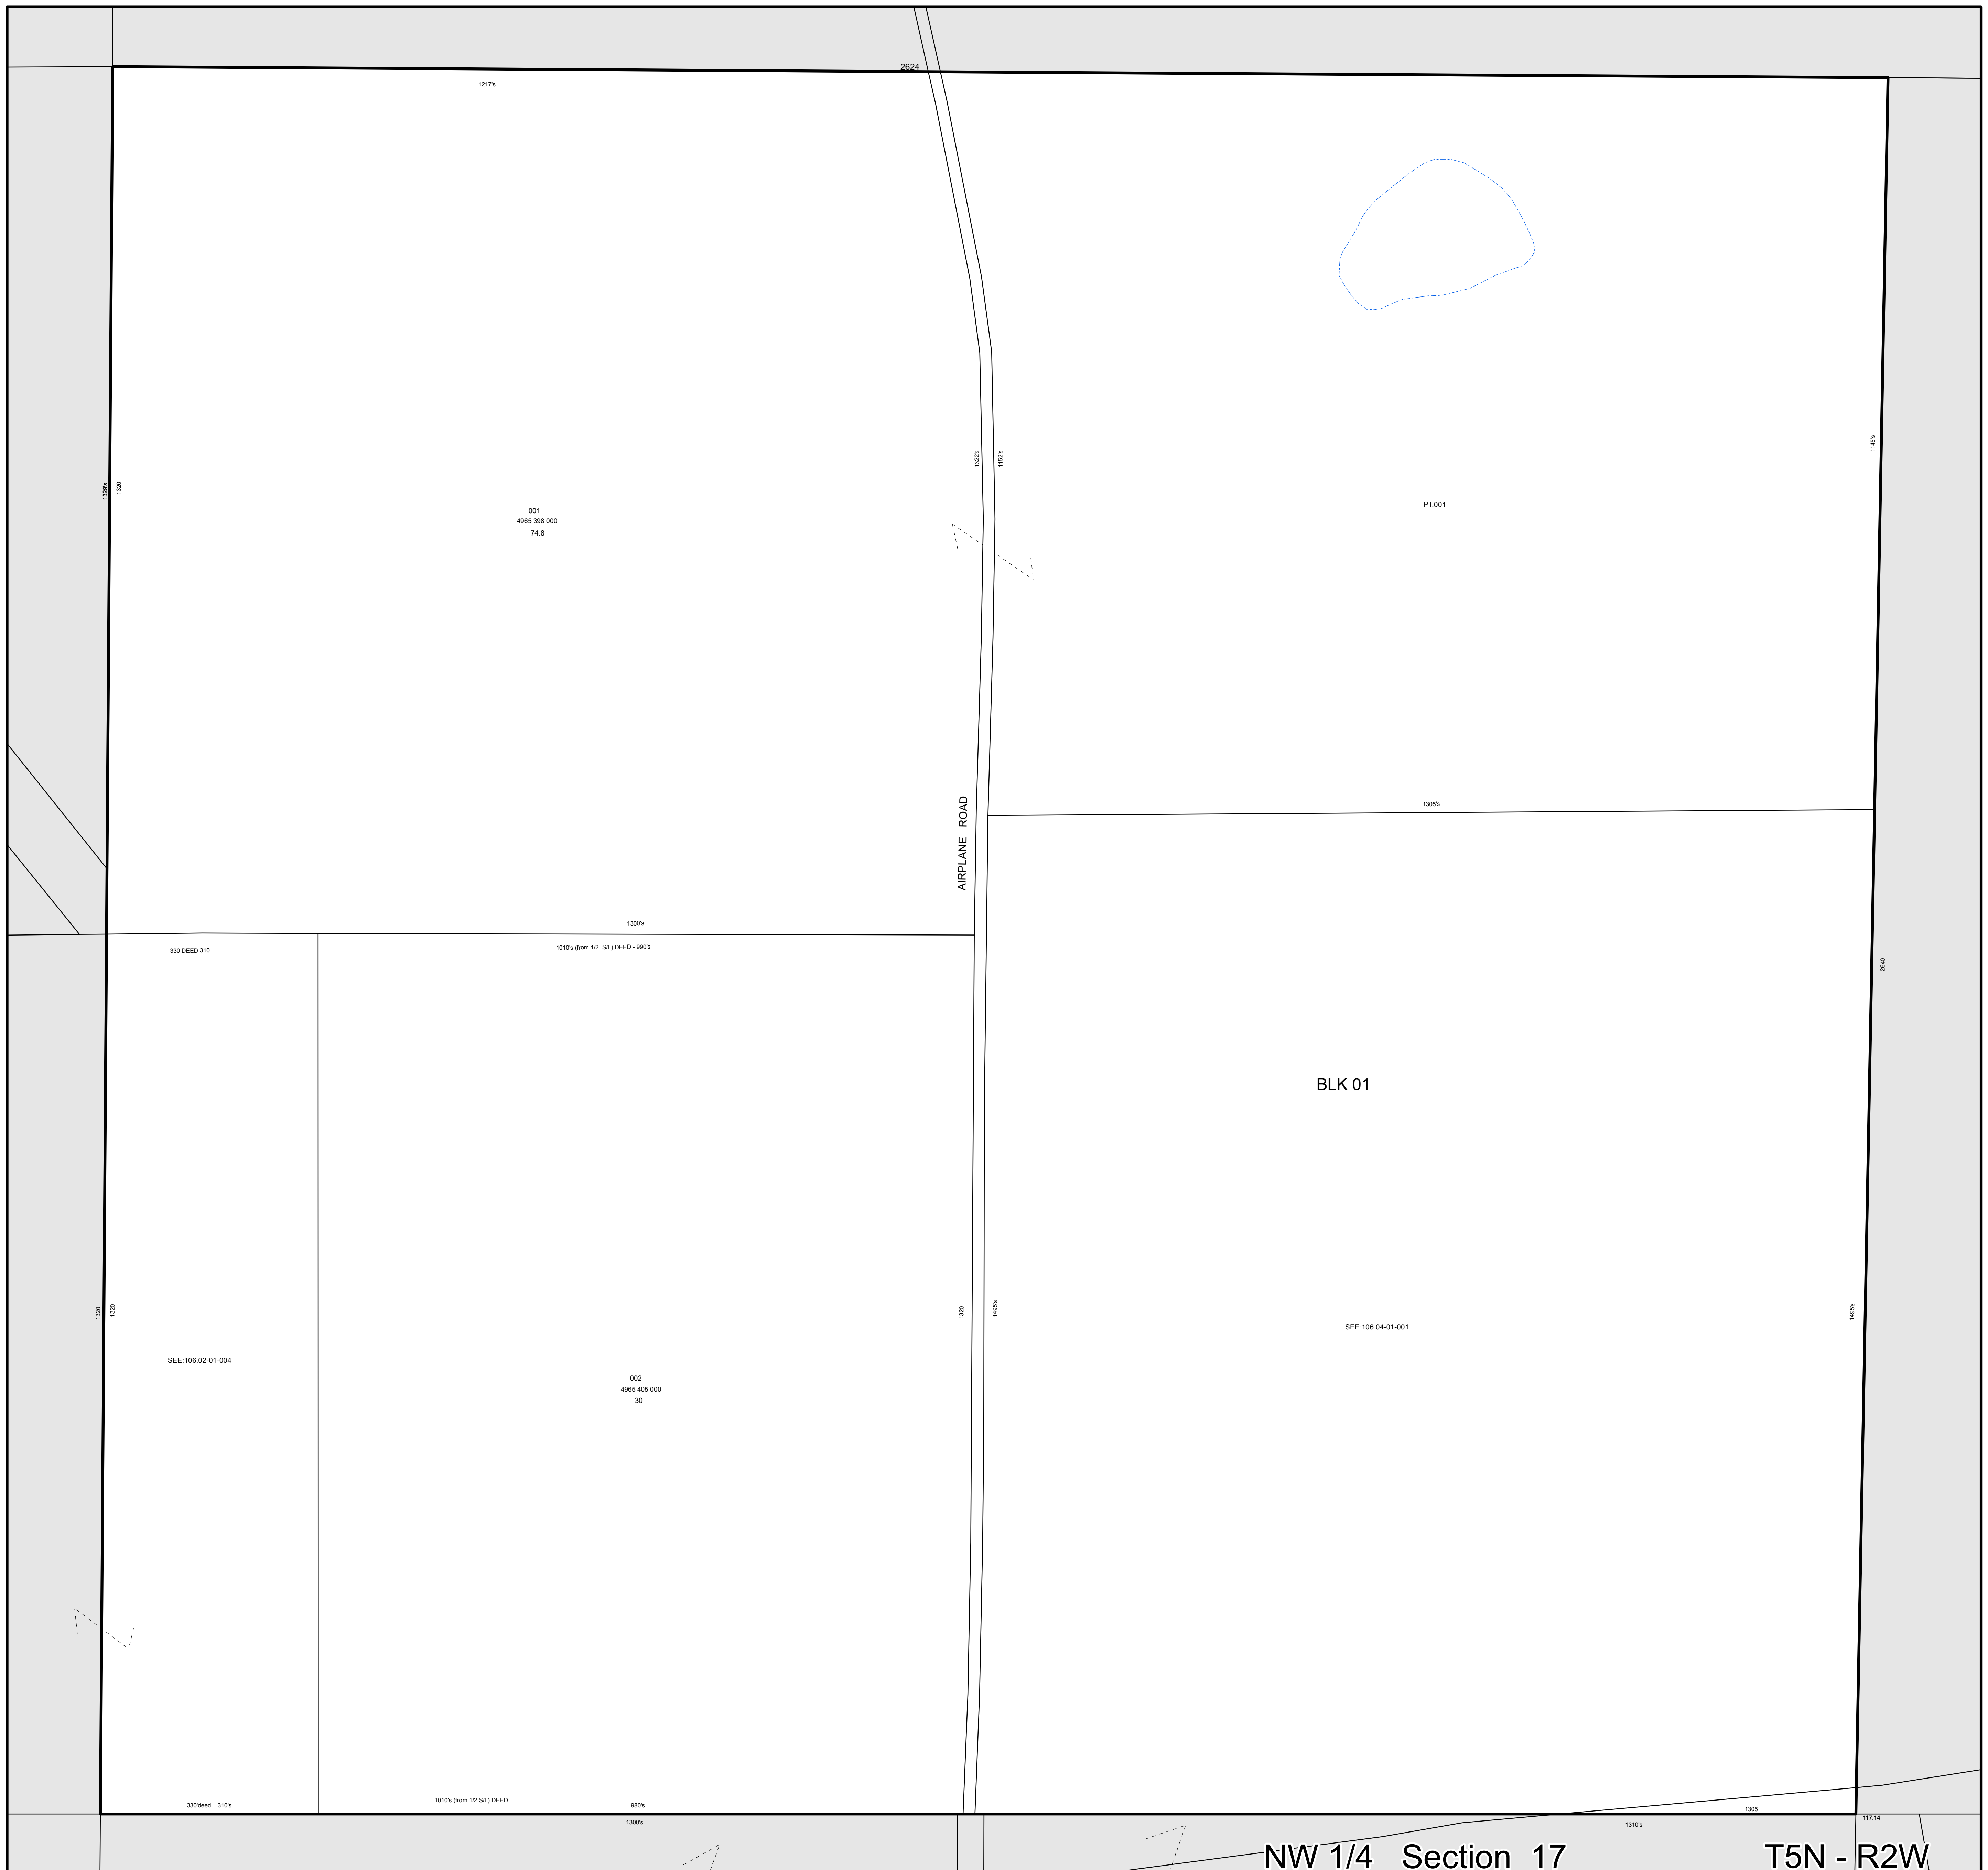 2624
1217's
1322's
1152's
1145's
1329's
1320
001
4965 398 000
74.8
PT.001
AIRPLANE ROAD
1305's
1300's
330 DEED 310
1010's (from 1/2 S/L) DEED - 990's
2640
BLK 01
1320
1320
1320
1495's
1495's
SEE:106.04-01-001
SEE:106.02-01-004
002
4965 405 000
30
330'deed 310's
1010's (from 1/2 S/L) DEED
980's
1305
1300's
1310's
117.14
NW 1/4 Section 17 T5N - R2W